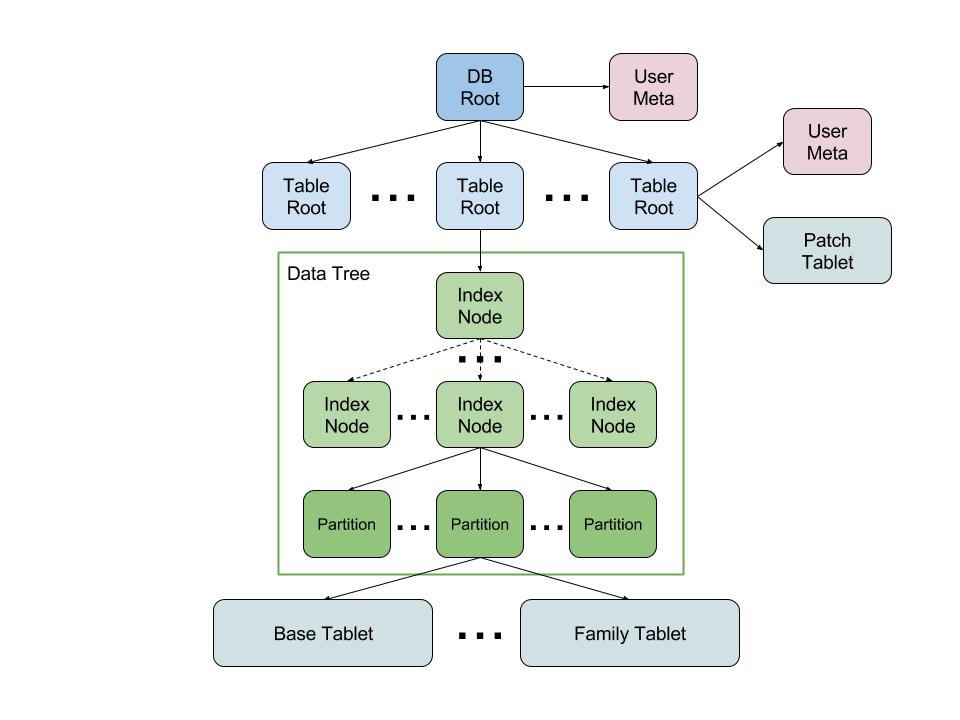 DB
Root
User
Meta
User
Meta
Table
Root
...
Table
Root
...
Table
Root
Patch
Tablet
Data Tree
Index
Node
...
Index
Node
...
Index
Node
...
Index
Node
Partition
...
Partition
...
Partition
Base Tablet
...
Family Tablet